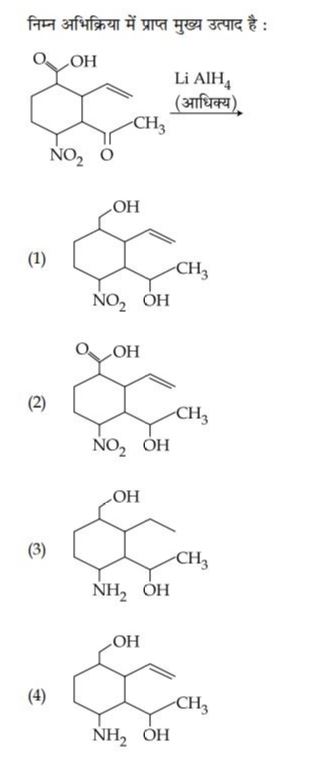 निम्न अभिक्रिया में प्राप्त मुख्य उत्पाद है :
O OH
Li AlH₄
(आधिक्य)
CH₃
NO₂ O
(1)
OH
CH₃
NO₂ OH
(2)
O OH
CH₃
NO₂ OH
(3)
OH
CH₃
NH₂ OH
(4)
OH
CH₃
NH₂ OH